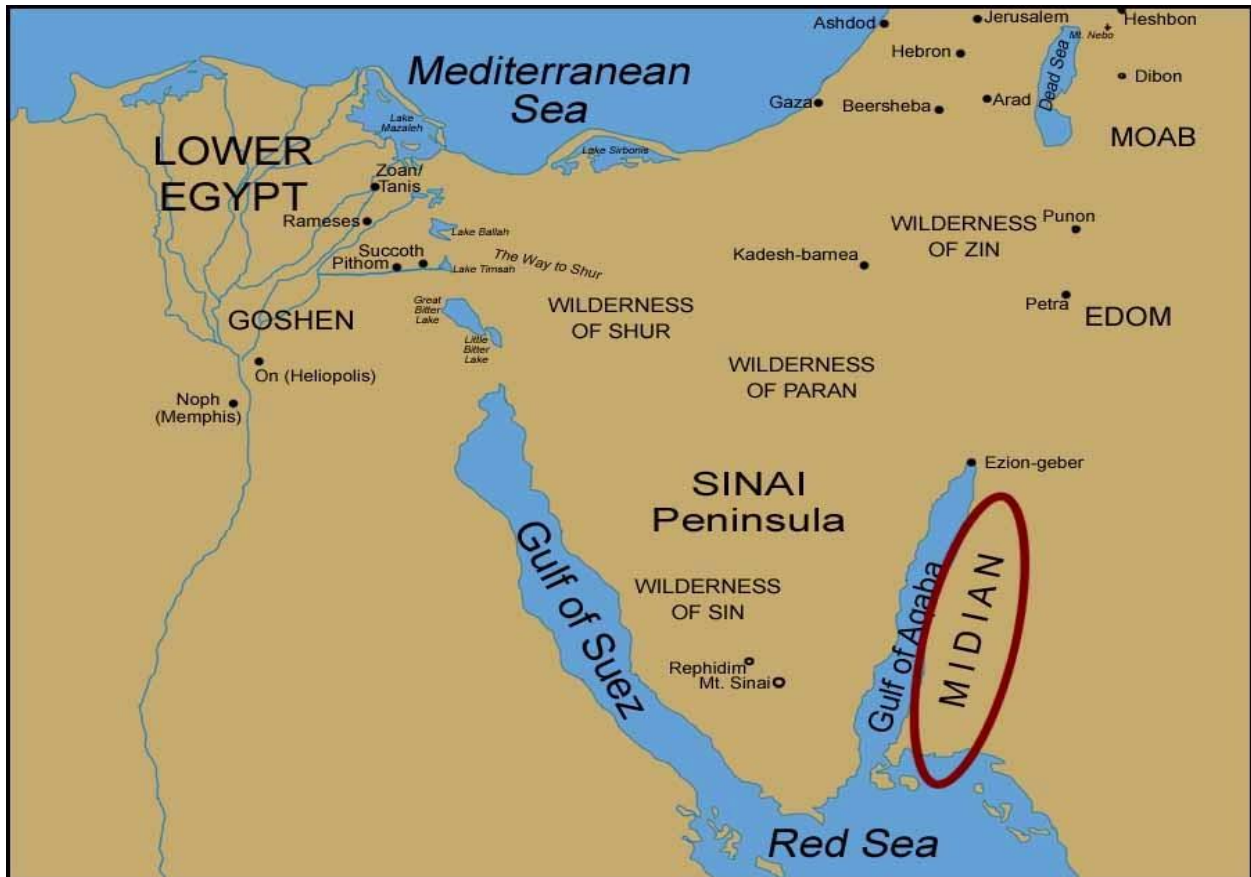 Ashdod
Jerusalem
Heshbon
Mt. Nebo
Mediterranean
Sea
Hebron
Dead Sea
Dibon
Gaza
Beersheba
Arad
Lake
Mazaleh
MOAB
LOWER
EGYPT
Lake Sirbonis
Zoan/
Tanis
Rameses
Lake Ballah
WILDERNESS
OF ZIN
Punon
Succoth
Pithom
Lake Timsah
The Way to Shur
Kadesh-barnea
Great
Bitter
Lake
WILDERNESS
OF SHUR
Petra
EDOM
GOSHEN
Little
Bitter
Lake
On (Heliopolis)
WILDERNESS
OF PARAN
Noph
(Memphis)
Ezion-geber
SINAI
Peninsula
Gulf of Suez
WILDERNESS
OF SIN
Gulf of Aqaba
MIDIAN
Rephidim
Mt. Sinai
Red Sea